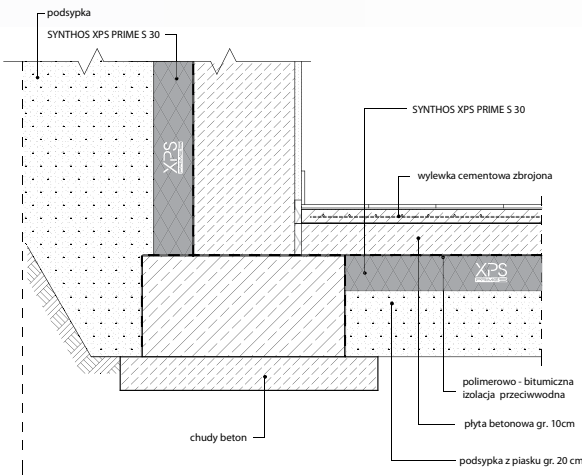 podsypka
SYNTHOS XPS PRIME S 30
SYNTHOS XPS PRIME S 30
XPS
wylewka cementowa zbrojona
XPS
polimerowo - bitumiczna
izolacja przeciwwodna
płyta betonowa gr. 10cm
chudy beton
podsypka z piasku gr. 20 cm